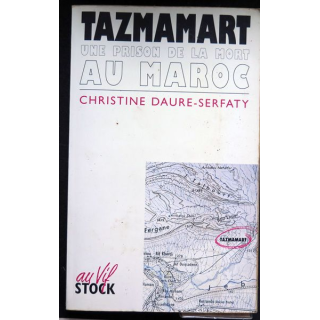 TAZMAMART
UNE PRISON DE LA MORT
AU MAROC
CHRISTINE DAURE-SERFATY
TAZMAMART
au Vif
STOCK